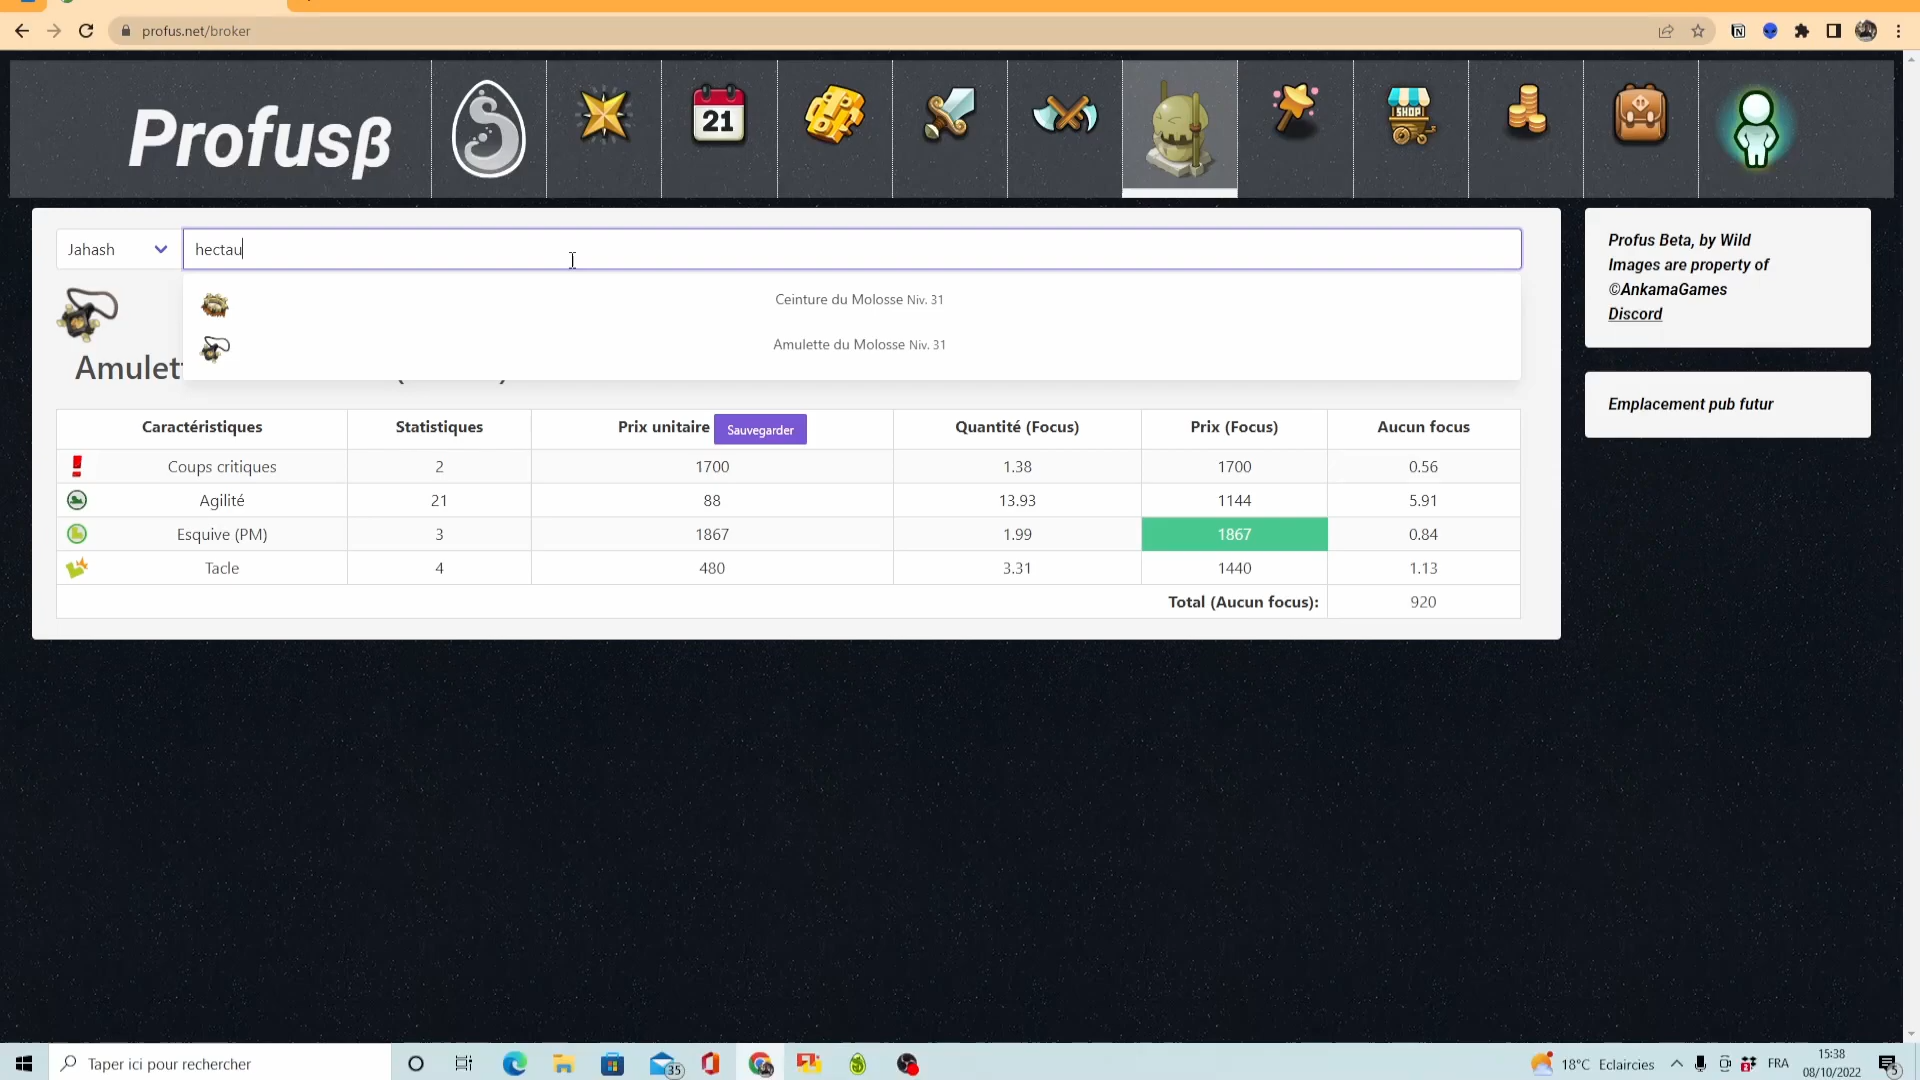 profus.net/broker
Profusβ
21
SHOP
Jahash
hectau
Ceinture du Molosse Niv. 31
Amulette du Molosse Niv. 31
Amulet
Caractéristiques Statistiques Prix unitaire Sauvegarder Quantité (Focus) Prix (Focus) Aucun focus
Coups critiques 2 1700 1.38 1700 0.56
Agilité 21 88 13.93 1144 5.91
Esquive (PM) 3 1867 1.99 1867 0.84
Tacle 4 480 3.31 1440 1.13
Total (Aucun focus): 920
Profus Beta, by Wild
Images are property of
©AnkamaGames
Discord
Emplacement pub futur
Taper ici pour rechercher
35
18°C Eclaircies
FRA
15:38
08/10/2022
5